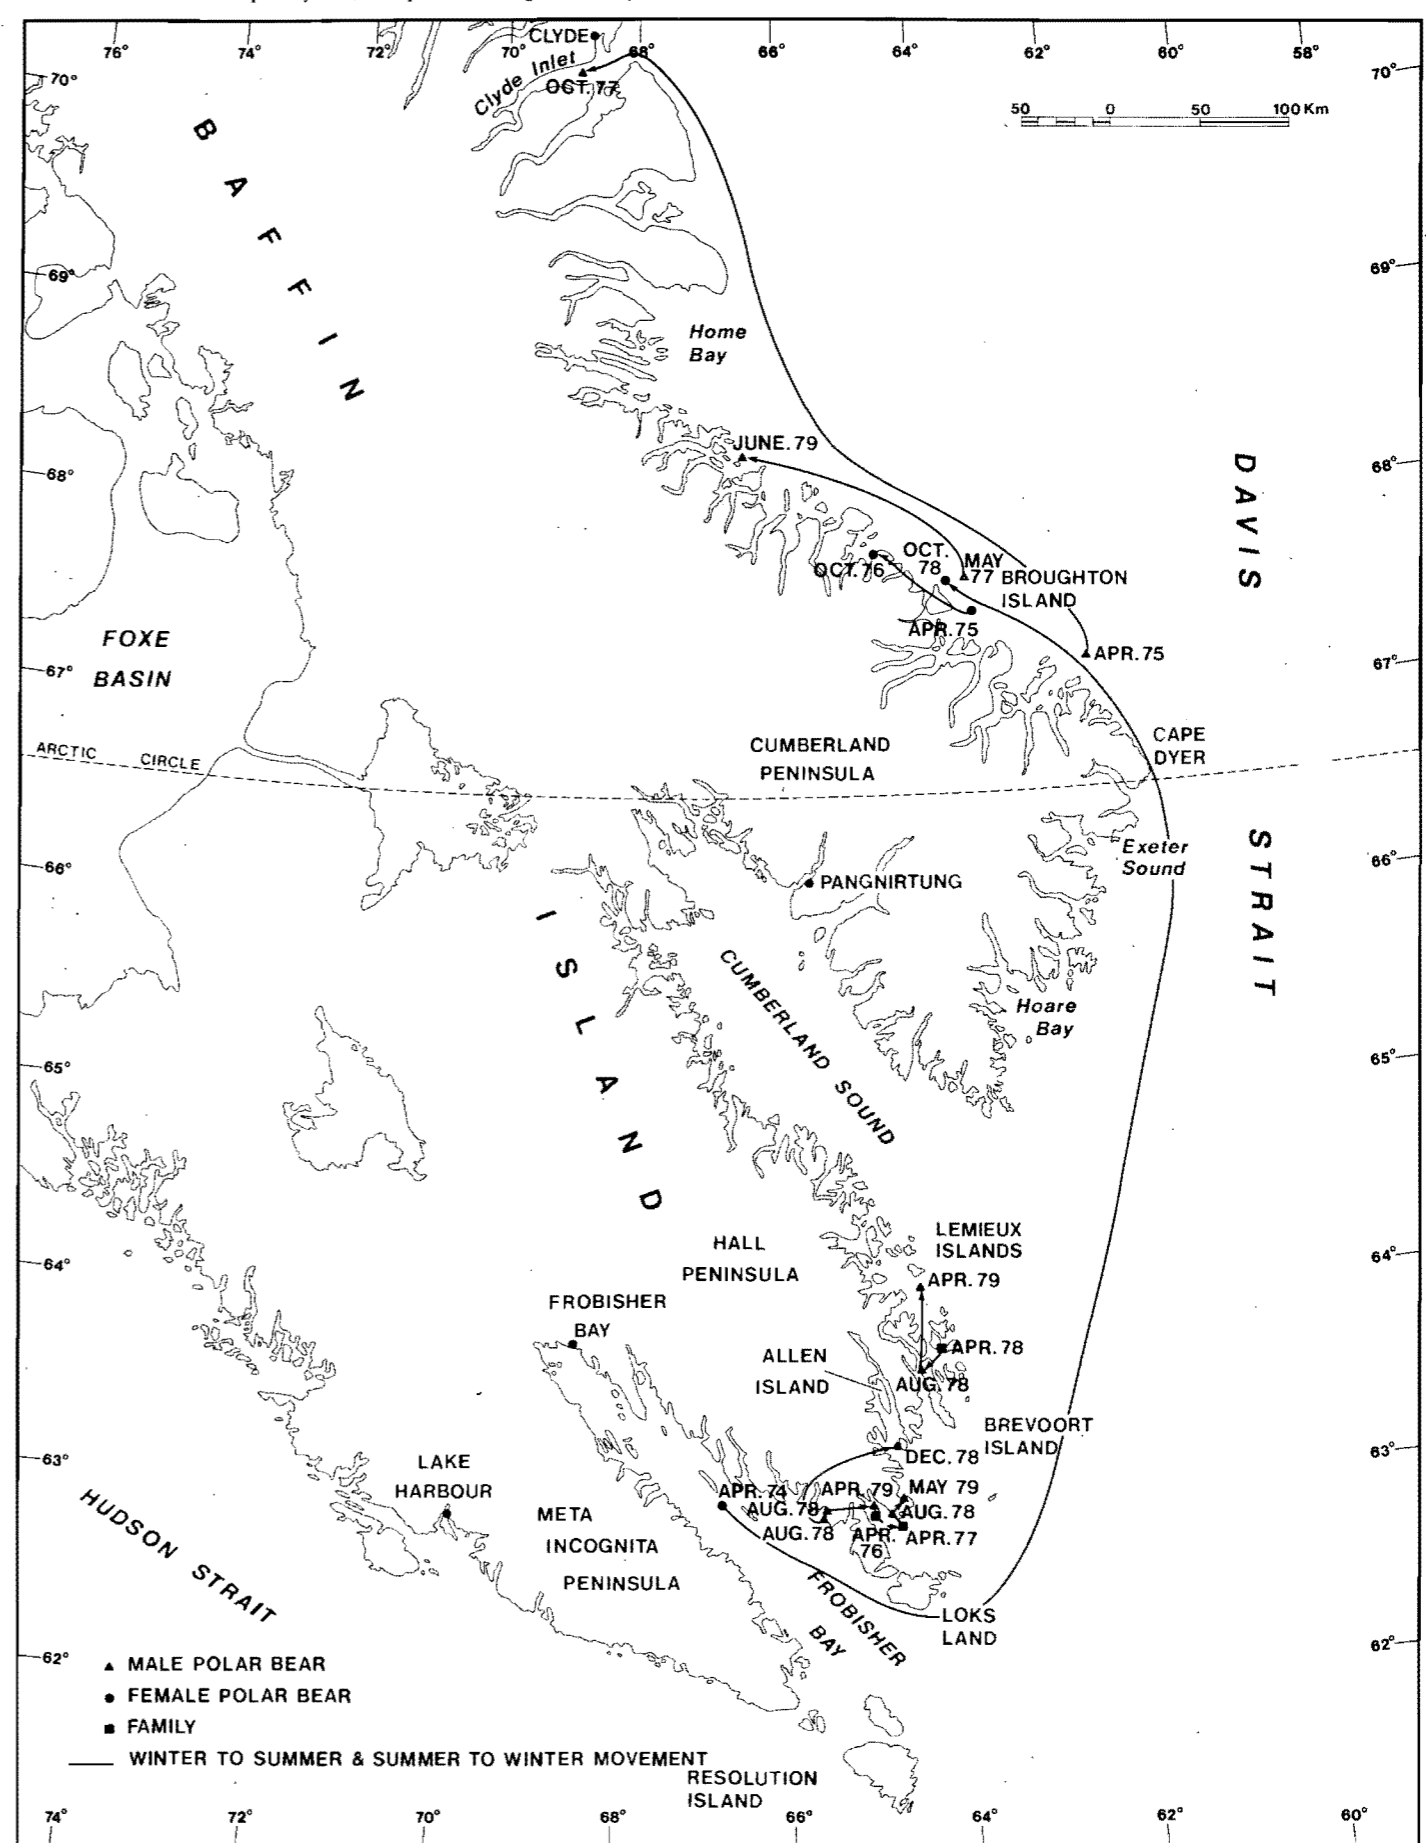 76° 74° 72° 70° 68° 66° 64° 62° 60° 58°
CLYDE
Clyde Inlet
OCT. 77
70° 70°
50 0 50 100 Km
BAFFIN
69° 69°
Home
Bay
JUNE. 79
68° 68°
DAVIS
OCT. 76
OCT.
78
MAY
77
BROUGHTON
ISLAND
APR. 75
APR. 75
FOXE
BASIN
67° 67°
CUMBERLAND
PENINSULA
CAPE
DYER
ARCTIC CIRCLE
STRAIT
Exeter
Sound
66° 66°
PANGNIRTUNG
ISLAND
CUMBERLAND SOUND
Hoare
Bay
65° 65°
LEMIEUX
ISLANDS
HALL
PENINSULA
64° 64°
APR. 79
FROBISHER
BAY
APR. 78
ALLEN
ISLAND
AUG. 78
BREVOORT
ISLAND
63° 63°
DEC. 78
LAKE
HARBOUR
APR. 74
APR. 79
MAY 79
AUG. 78
AUG. 78
AUG. 78
APR.
76
APR. 77
HUDSON STRAIT
META
INCOGNITA
PENINSULA
FROBISHER
BAY
LOKS
LAND
62° 62°
MALE POLAR BEAR
FEMALE POLAR BEAR
FAMILY
WINTER TO SUMMER & SUMMER TO WINTER MOVEMENT
RESOLUTION
ISLAND
74° 72° 70° 68° 66° 64° 62° 60°